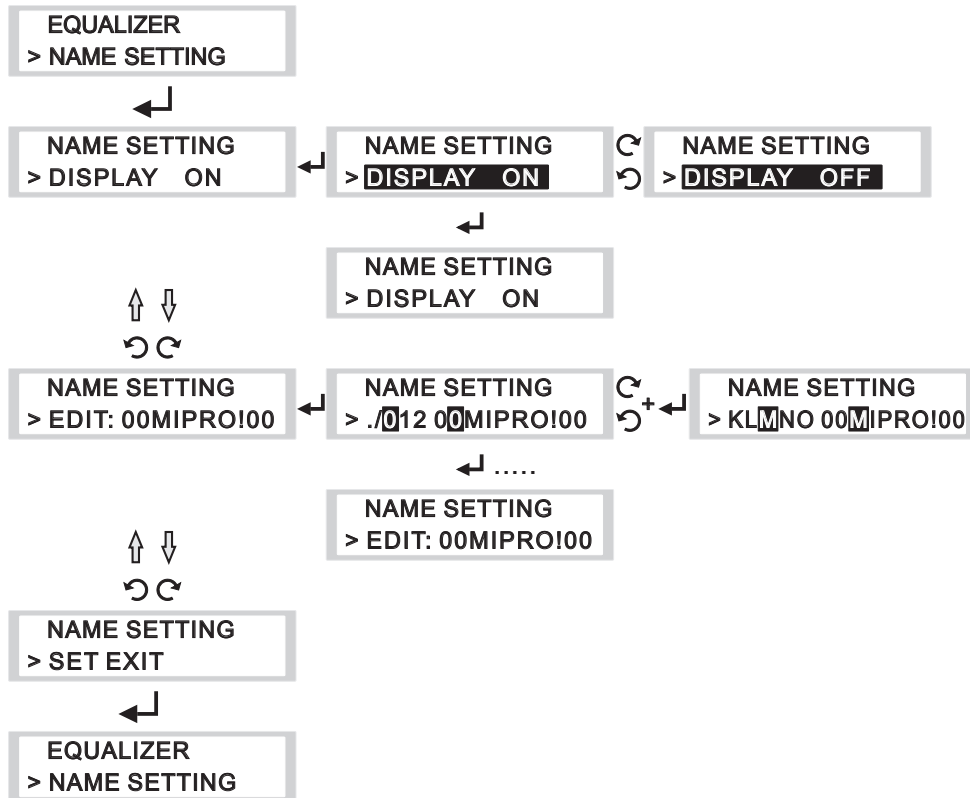 EQUALIZER
> NAME SETTING
NAME SETTING
> DISPLAY ON
NAME SETTING
> DISPLAY ON
NAME SETTING
> DISPLAY OFF
NAME SETTING
> DISPLAY ON
NAME SETTING
> EDIT: 00MIPRO!00
NAME SETTING
> ./012 00MIPRO!00
+
NAME SETTING
> KLMNO 00MIPRO!00
.....
NAME SETTING
> EDIT: 00MIPRO!00
NAME SETTING
> SET EXIT
EQUALIZER
> NAME SETTING